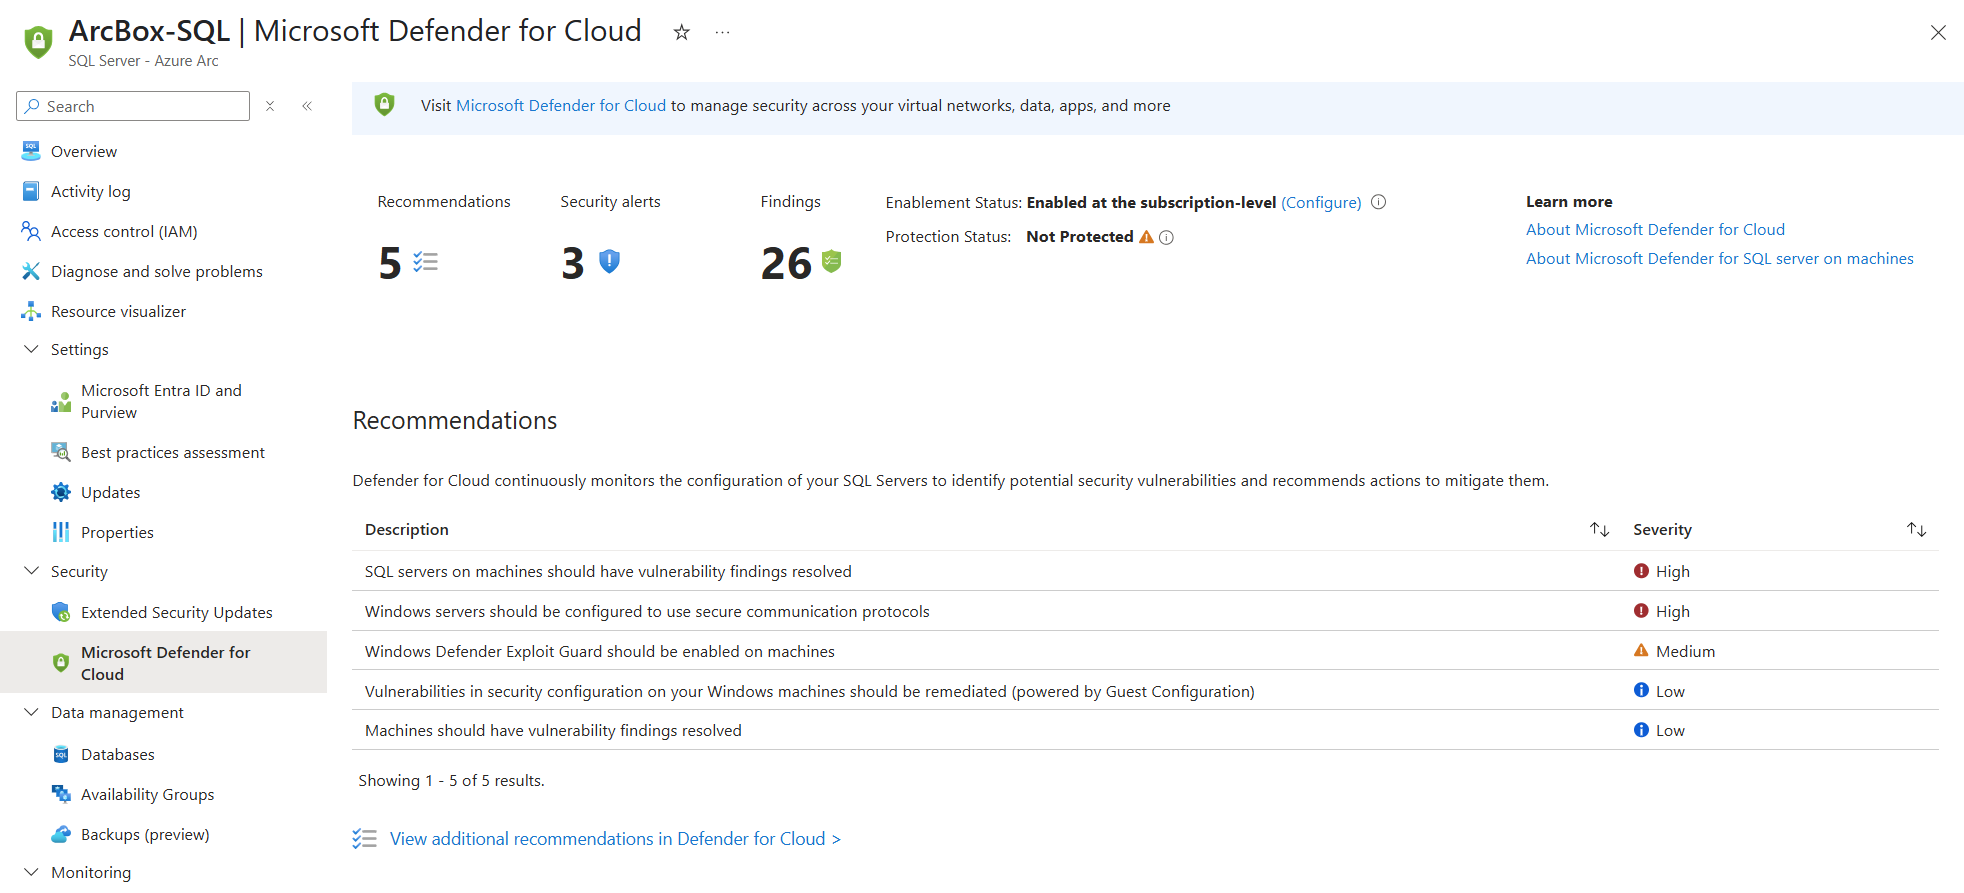 ArcBox-SQL | Microsoft Defender for Cloud
SQL Server - Azure Arc
Search
Overview
Activity log
Access control (IAM)
Diagnose and solve problems
Resource visualizer
Settings
Microsoft Entra ID and
Purview
Best practices assessment
Updates
Properties
Security
Extended Security Updates
Microsoft Defender for
Cloud
Data management
Databases
Availability Groups
Backups (preview)
Monitoring
Visit Microsoft Defender for Cloud to manage security across your virtual networks, data, apps, and more
Recommendations
5
Security alerts
3
Findings
26
Enablement Status: Enabled at the subscription-level (Configure)
Protection Status: Not Protected
Learn more
About Microsoft Defender for Cloud
About Microsoft Defender for SQL server on machines
Recommendations
Defender for Cloud continuously monitors the configuration of your SQL Servers to identify potential security vulnerabilities and recommends actions to mitigate them.
Description Severity
SQL servers on machines should have vulnerability findings resolved High
Windows servers should be configured to use secure communication protocols High
Windows Defender Exploit Guard should be enabled on machines Medium
Vulnerabilities in security configuration on your Windows machines should be remediated (powered by Guest Configuration) Low
Machines should have vulnerability findings resolved Low
Showing 1 - 5 of 5 results.
View additional recommendations in Defender for Cloud >